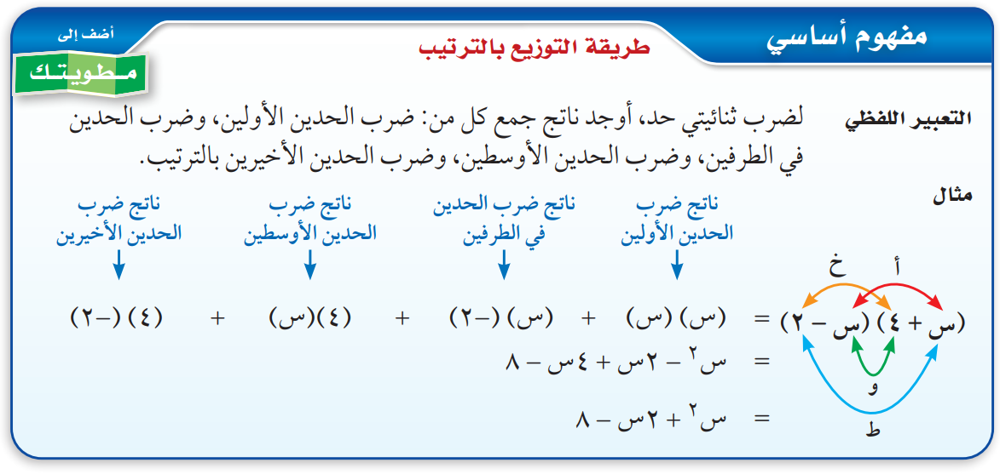 مفهوم أساسي
أضف إلى
مـطـويـتـك
طريقة التوزيع بالترتيب
التعبير اللفظي
لضرب ثنائيتي حد، أوجد ناتج جمع كل من: ضرب الحدين الأولين، وضرب الحدين
في الطرفين، وضرب الحدين الأوسطين، وضرب الحدين الأخيرين بالترتيب.
مثال
ناتج ضرب الحدين الأولين
ناتج ضرب الحدين في الطرفين
ناتج ضرب الحدين الأوسطين
ناتج ضرب الحدين الأخيرين
أ
خ
(س + ٤) (س – ٢) = (س) (س) + (س) (–٢) + (٤)(س) + (٤) (–٢)
و
ط
= س٢ – ٢س + ٤س – ٨
= س٢ + ٢س – ٨